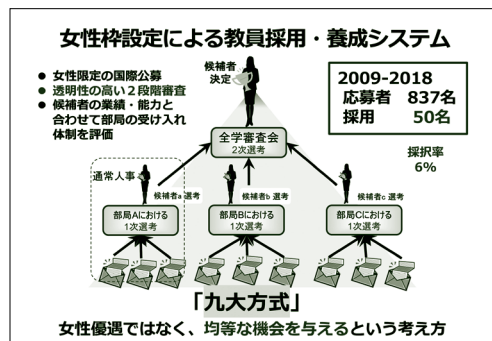 女性枠設定による教員採用・養成システム
● 女性限定の国際公募
● 透明性の高い２段階審査
● 候補者の業績・能力と
合わせて部局の受け入れ
体制を評価
候補者
決定
2009-2018
応募者 837名
採用 50名
採択率
6%
全学審査会
2次選考
通常人事
候補者a 選考
候補者b 選考
候補者c 選考
部局Aにおける
1次選考
部局Bにおける
1次選考
部局Cにおける
1次選考
「九大方式」
女性優遇ではなく、均等な機会を与えるという考え方